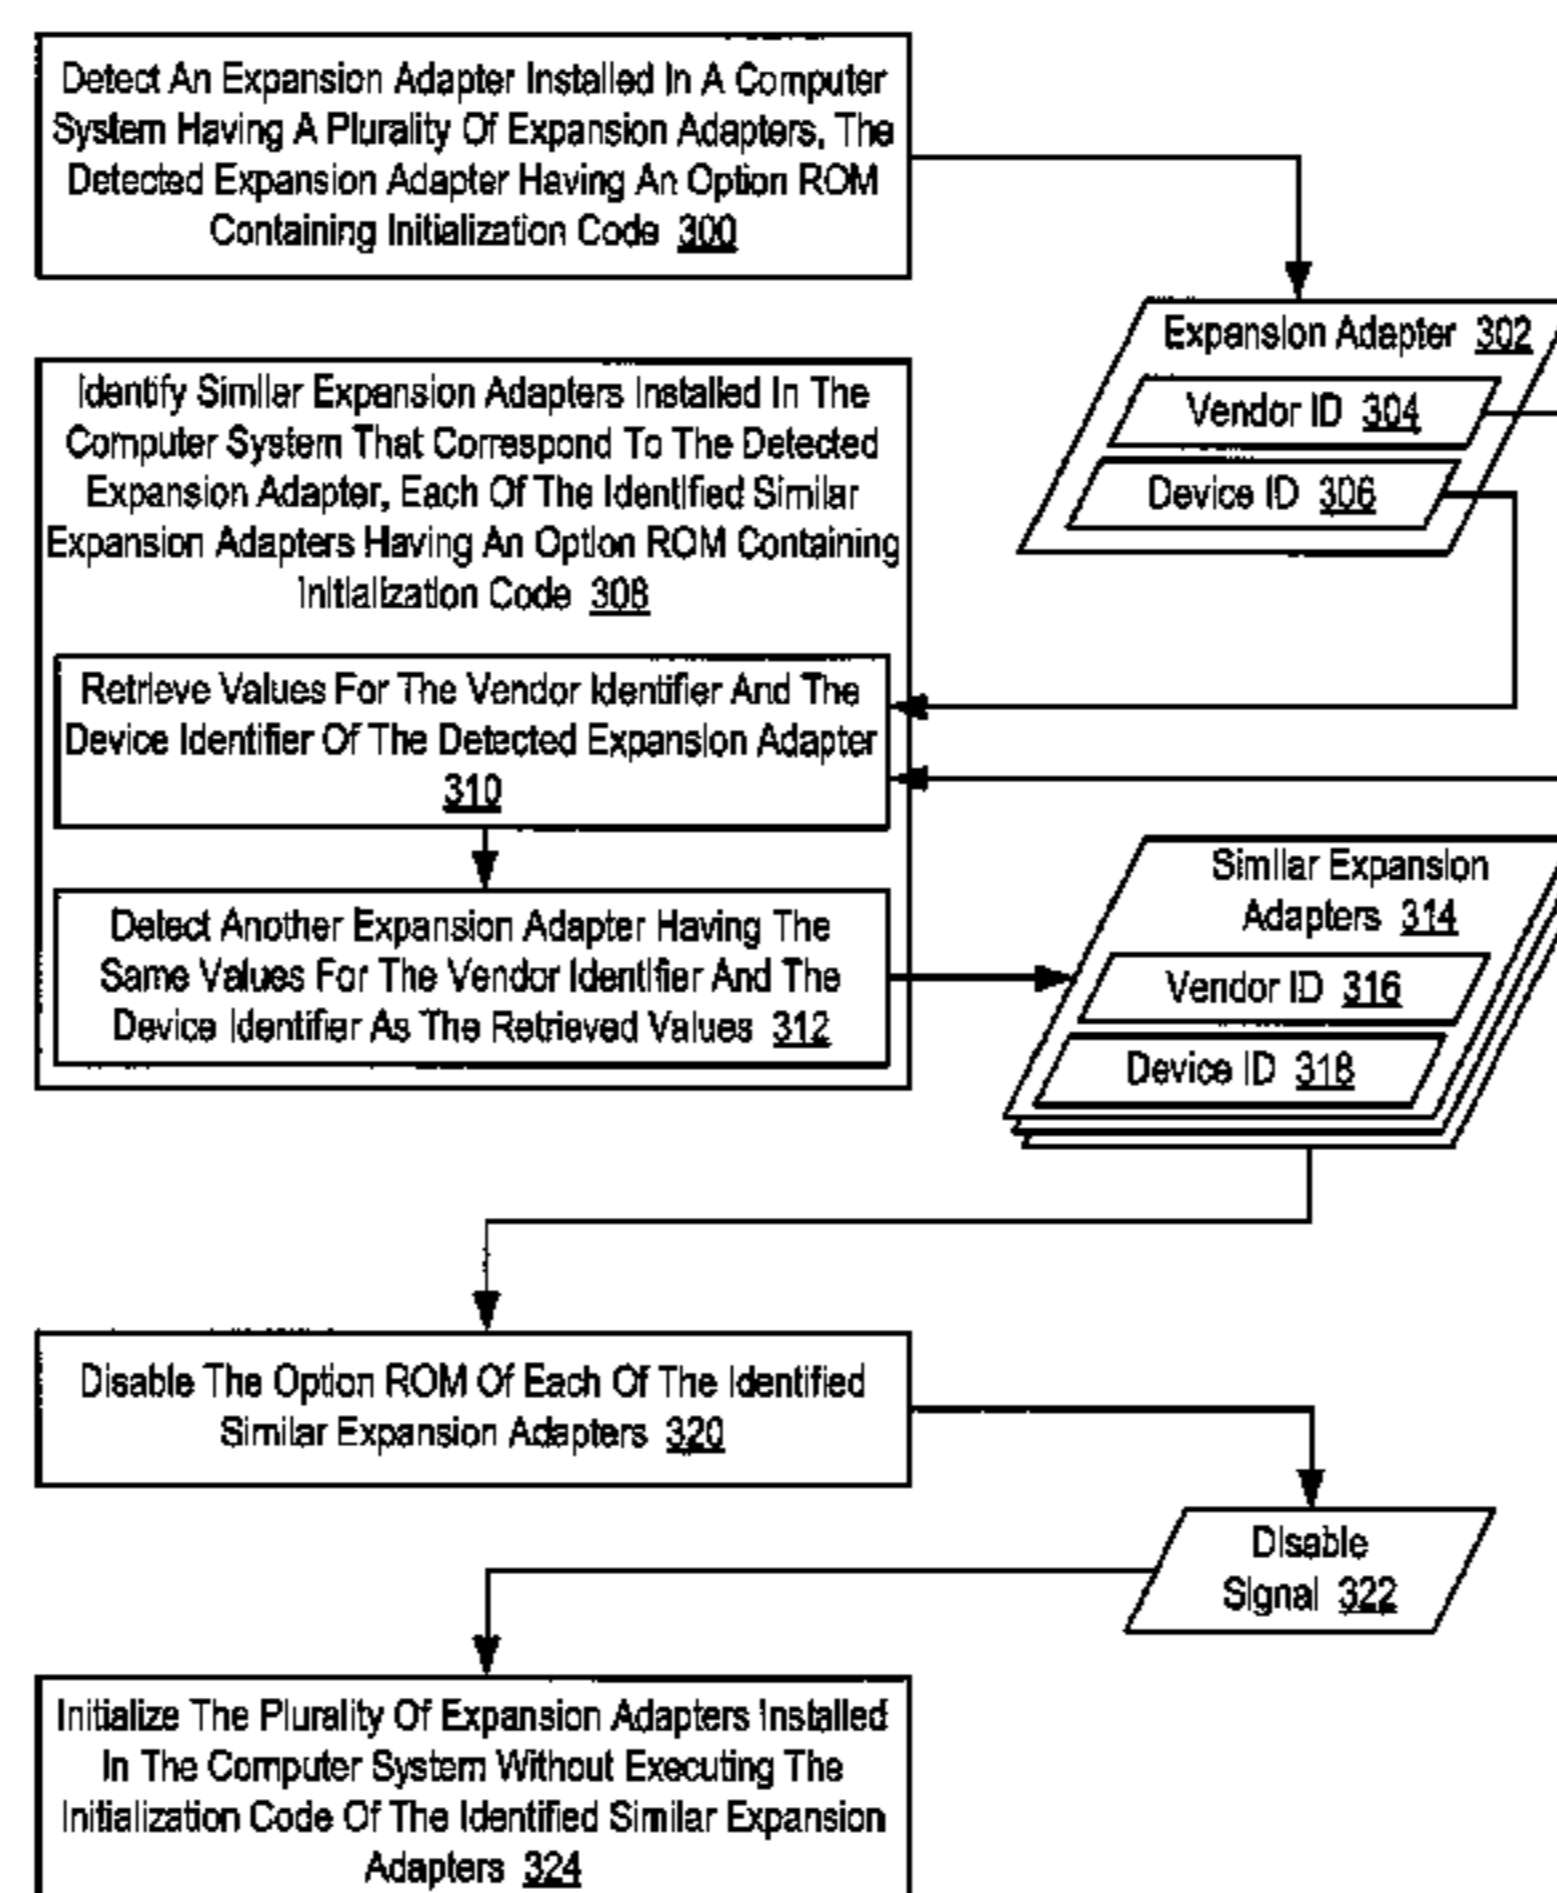 Detect An Expansion Adapter Installed In A Computer
System Having A Plurality Of Expansion Adapters, The
Detected Expansion Adapter Having An Option ROM
Containing Initialization Code 300
Expansion Adapter 302
Vendor ID 304
Device ID 306
Identify Similar Expansion Adapters Installed In The
Computer System That Correspond To The Detected
Expansion Adapter, Each Of The Identified Similar
Expansion Adapters Having An Option ROM Containing
Initialization Code 308
Retrieve Values For The Vendor Identifier And The
Device Identifier Of The Detected Expansion Adapter
310
Detect Another Expansion Adapter Having The
Same Values For The Vendor Identifier And The
Device Identifier As The Retrieved Values 312
Similar Expansion
Adapters 314
Vendor ID 316
Device ID 318
Disable The Option ROM Of Each Of The Identified
Similar Expansion Adapters 320
Disable
Signal 322
Initialize The Plurality Of Expansion Adapters Installed
In The Computer System Without Executing The
Initialization Code Of The Identified Similar Expansion
Adapters 324